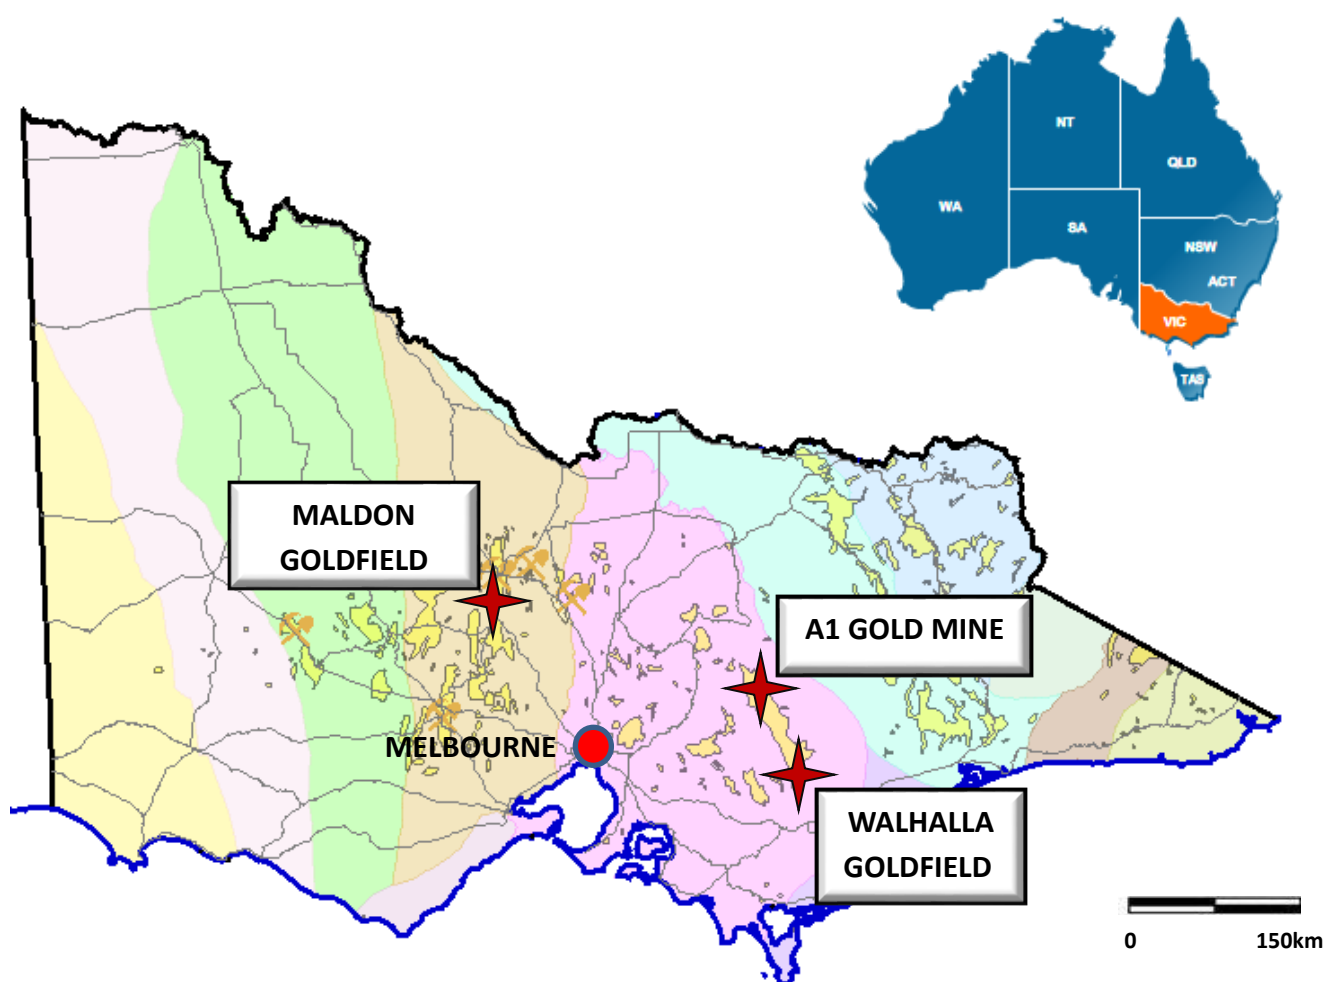 NT
QLD
WA
SA
NSW
ACT
VIC
TAS
MALDON
GOLDFIELD
A1 GOLD MINE
MELBOURNE
WALHALLA
GOLDFIELD
0 150km